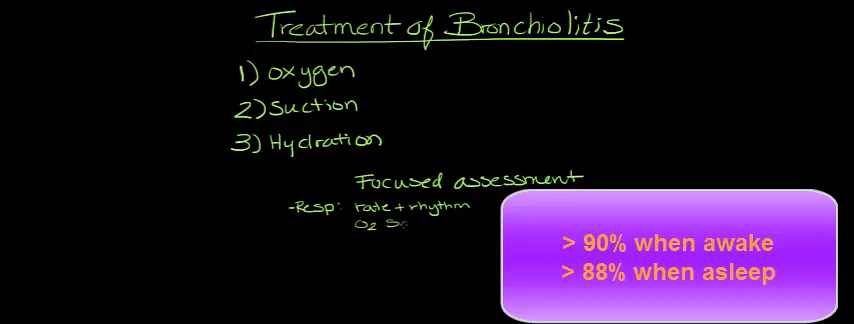 Treatment of Bronchiolitis
1) Oxygen
2) Suction
3) Hydration
Focused assessment
-Resp: rate + rhythm
O2 Sa
> 90% when awake
> 88% when asleep